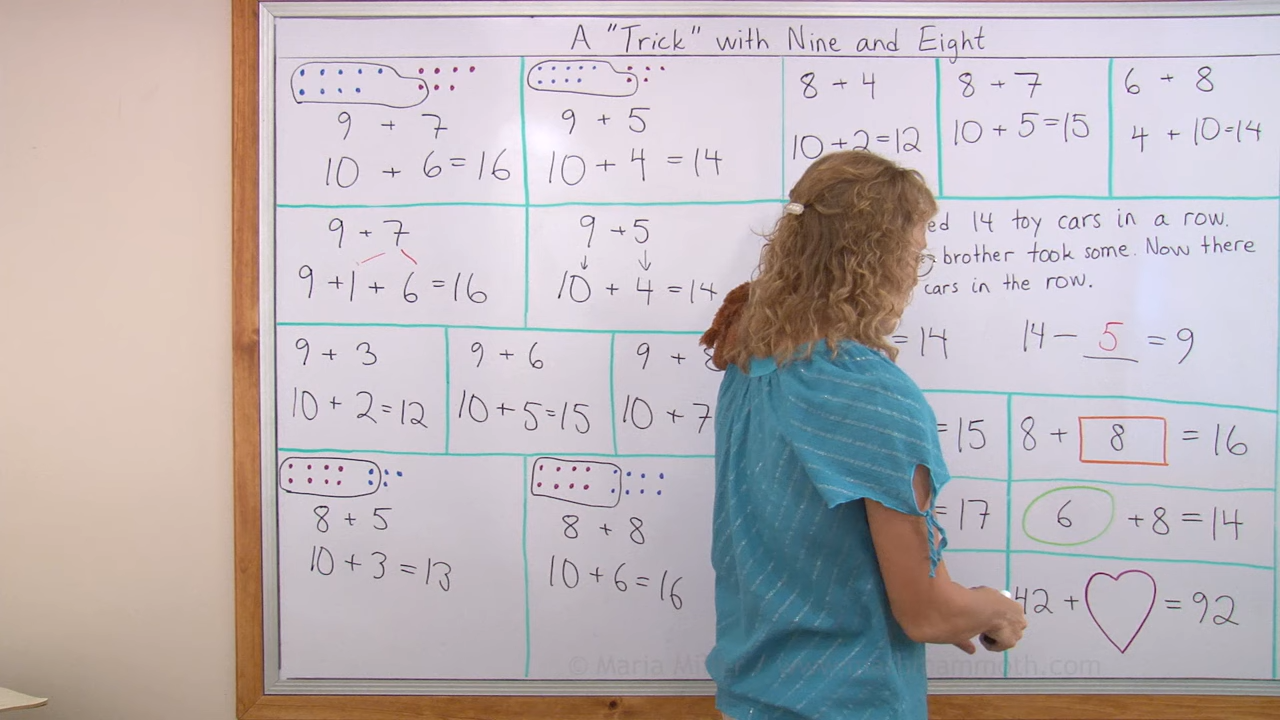 A "Trick" with Nine and Eight
9 + 7
10 + 6 = 16
9 + 5
10 + 4 = 14
8 + 4
10 + 2 = 12
8 + 7
10 + 5 = 15
6 + 8
4 + 10 = 14
9 + 7
9 + 1 + 6 = 16
9 + 5
10 + 4 = 14
14 toy cars in a row.
brother took some. Now there
cars in the row.
= 14
14 - 5 = 9
9 + 3
10 + 2 = 12
9 + 6
10 + 5 = 15
9 + 8
10 + 7
= 15
8 + 8 = 16
= 17
6 + 8 = 14
8 + 5
10 + 3 = 13
8 + 8
10 + 6 = 16
42 + = 92
© Maria